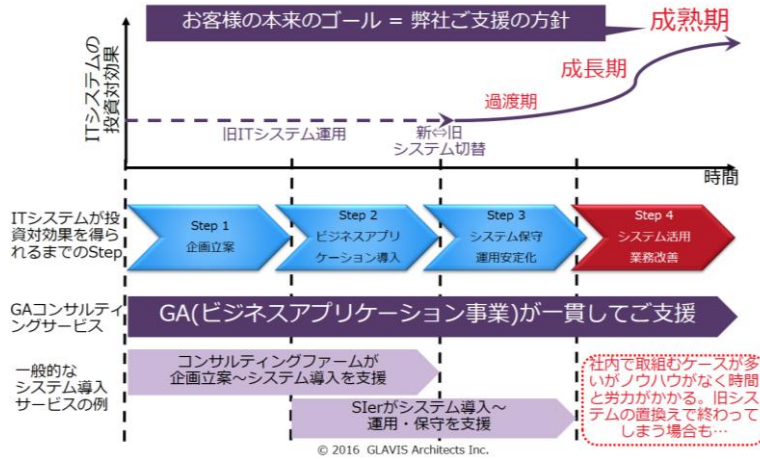 お客様の本来のゴール = 弊社ご支援の方針
成熟期
成長期
過渡期
ITシステムの
投資対効果
旧ITシステム運用
新⇔旧
システム切替
時間
ITシステムが投
資対効果を得ら
れるまでのStep
Step 1
企画立案
Step 2
ビジネスアプリ
ケーション導入
Step 3
システム保守
運用安定化
Step 4
システム活用
業務改善
GAコンサルティ
ングサービス
GA(ビジネスアプリケーション事業)が一貫してご支援
一般的な
システム導入
サービスの例
コンサルティングファームが
企画立案～システム導入を支援
SIerがシステム導入～
運用・保守を支援
社内で取組むケースが多
いがノウハウがなく時間
と労力がかかる。旧シス
テムの置換えで終わって
しまう場合も…
© 2016 GLAVIS Architects Inc.